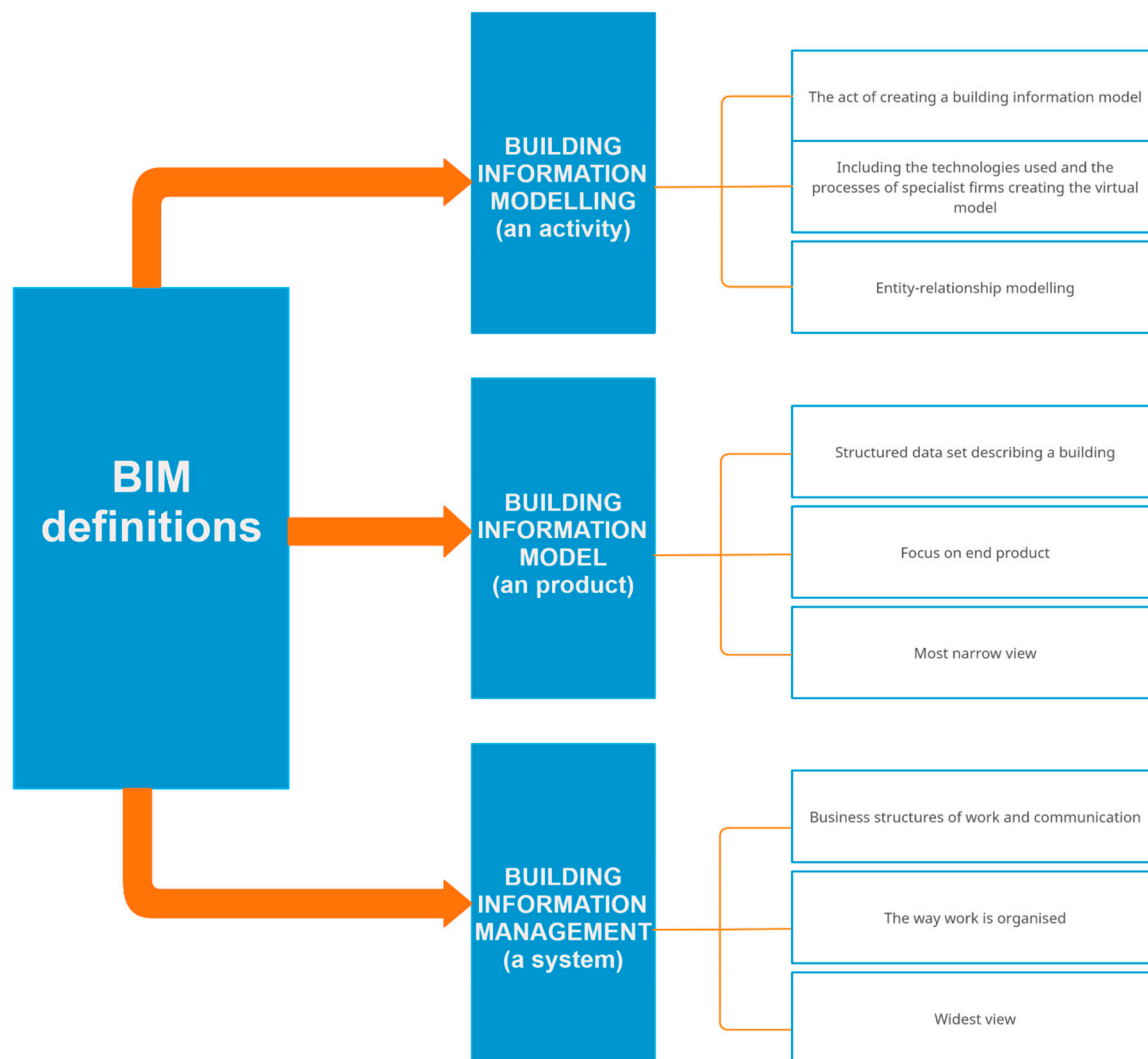 BIM
definitions
BUILDING
INFORMATION
MODELLING
(an activity)
The act of creating a building information model
Including the technologies used and the
processes of specialist firms creating the virtual
model
Entity-relationship modelling
BUILDING
INFORMATION
MODEL
(an product)
Structured data set describing a building
Focus on end product
Most narrow view
BUILDING
INFORMATION
MANAGEMENT
(a system)
Business structures of work and communication
The way work is organised
Widest view